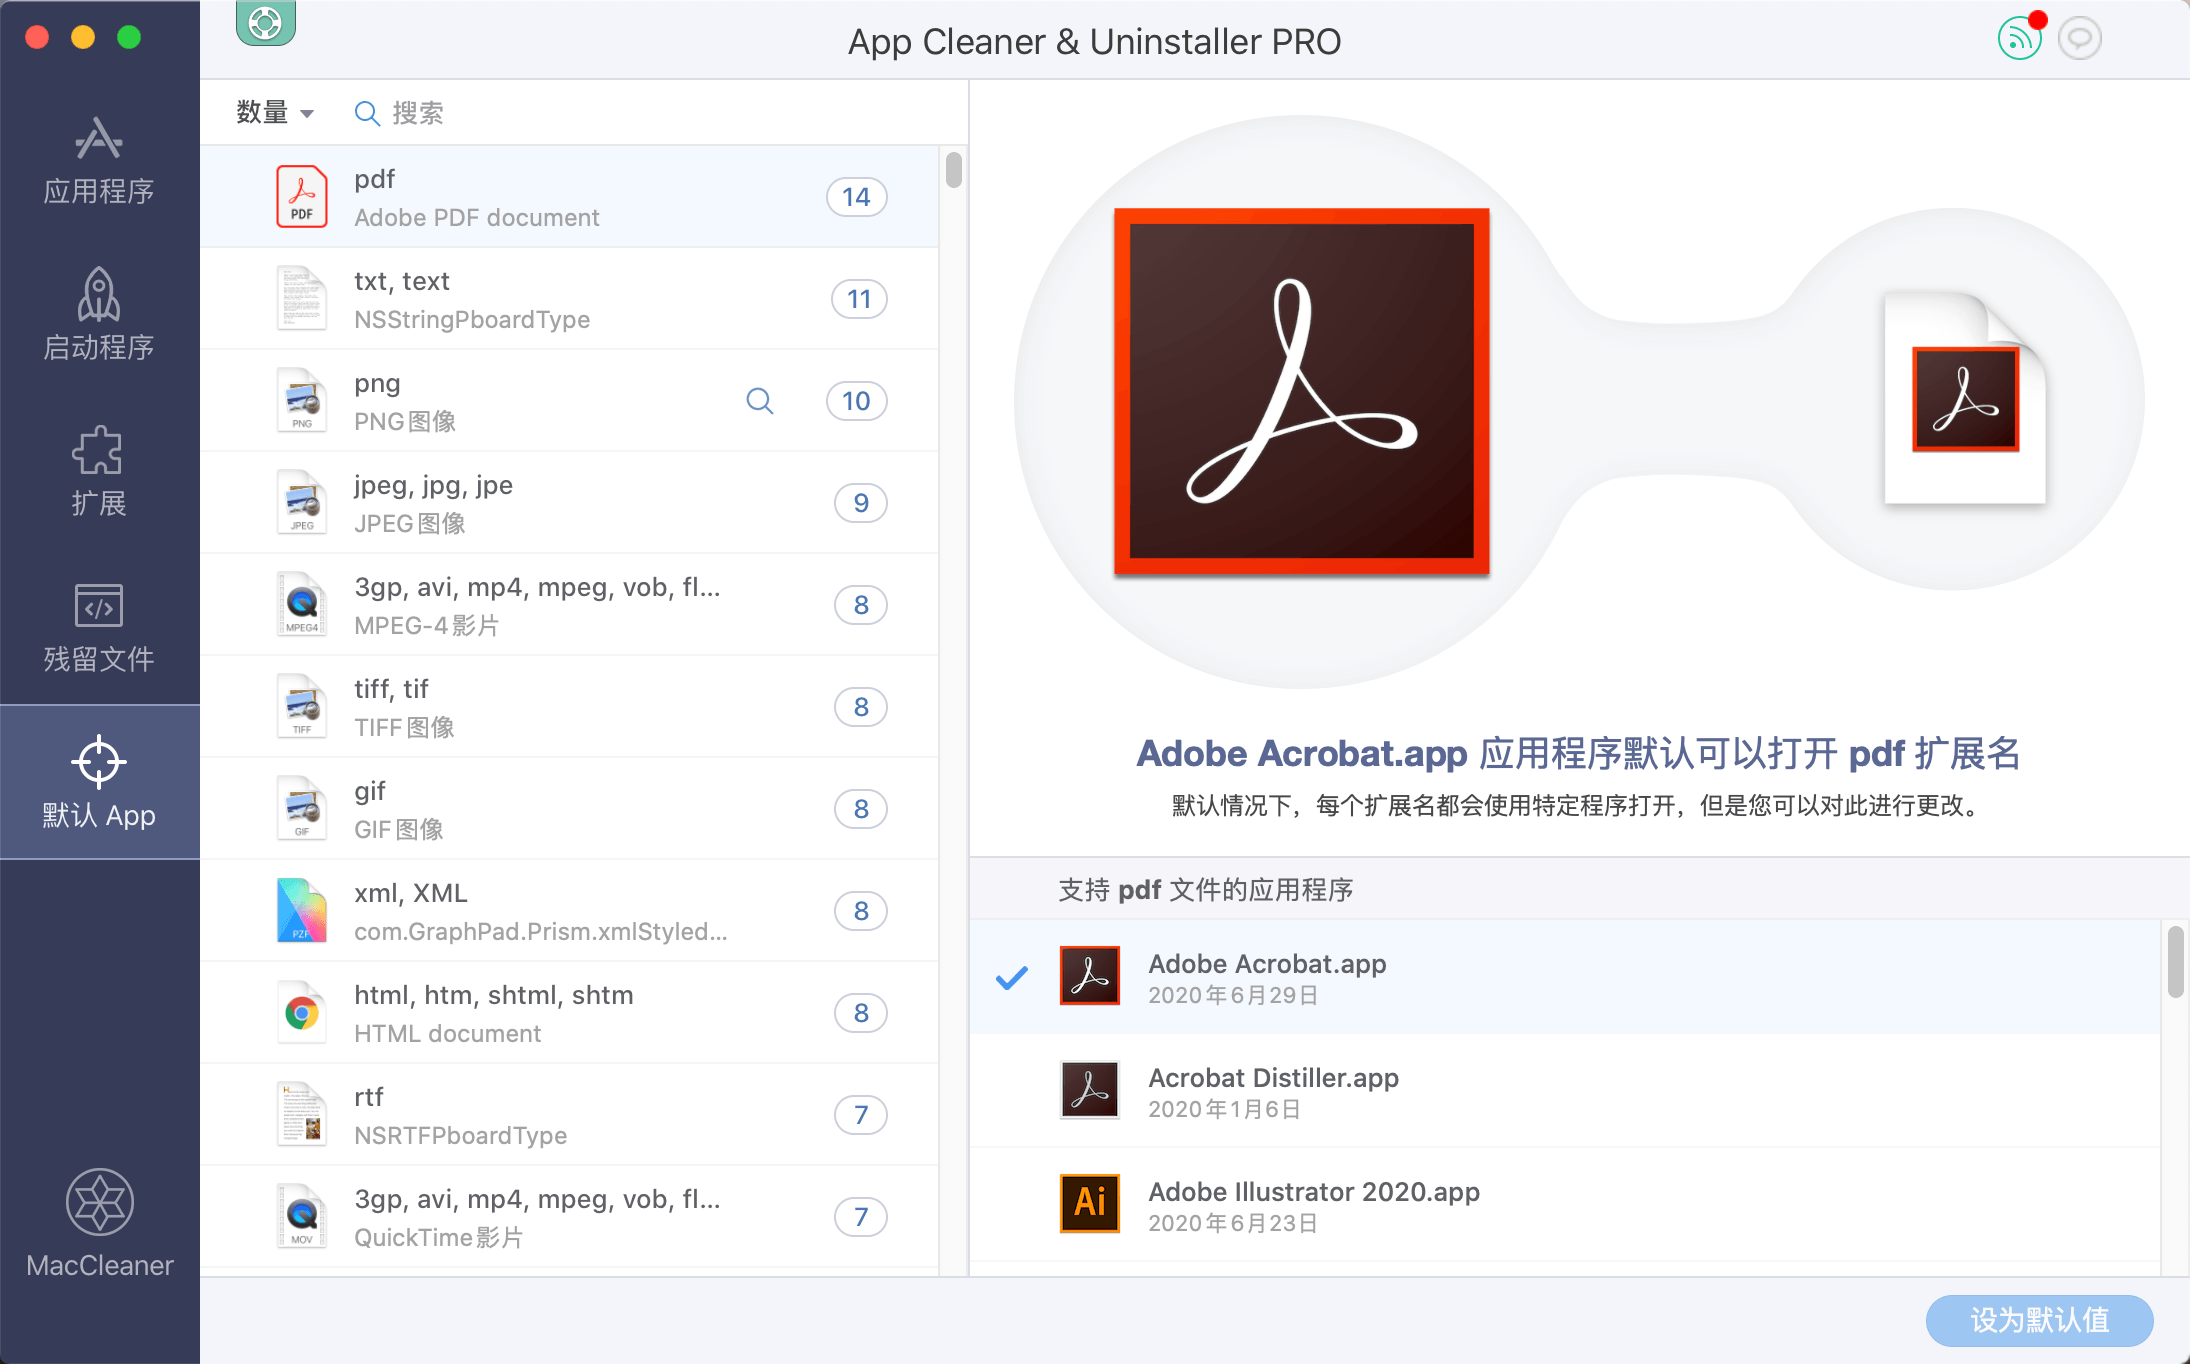 App Cleaner & Uninstaller PRO
应用程序
启动程序
扩展
残留文件
默认 App
MacCleaner
数量
搜索
PDF
pdf
Adobe PDF document
14
txt, text
NSStringPboardType
11
PNG
png
PNG图像
10
JPEG
jpeg, jpg, jpe
JPEG图像
9
MPEG4
3gp, avi, mp4, mpeg, vob, fl...
MPEG-4影片
8
TIFF
tiff, tif
TIFF图像
8
GIF
gif
GIF图像
8
PZF
xml, XML
com.GraphPad.Prism.xmlStyled...
8
html, htm, shtml, shtm
HTML document
8
rtf
NSRTFPboardType
7
MOV
3gp, avi, mp4, mpeg, vob, fl...
QuickTime影片
7
Adobe Acrobat.app 应用程序默认可以打开 pdf 扩展名
默认情况下，每个扩展名都会使用特定程序打开，但是您可以对此进行更改。
支持 pdf 文件的应用程序
Adobe Acrobat.app
2020年6月29日
Acrobat Distiller.app
2020年1月6日
Ai
Adobe Illustrator 2020.app
2020年6月23日
设为默认值